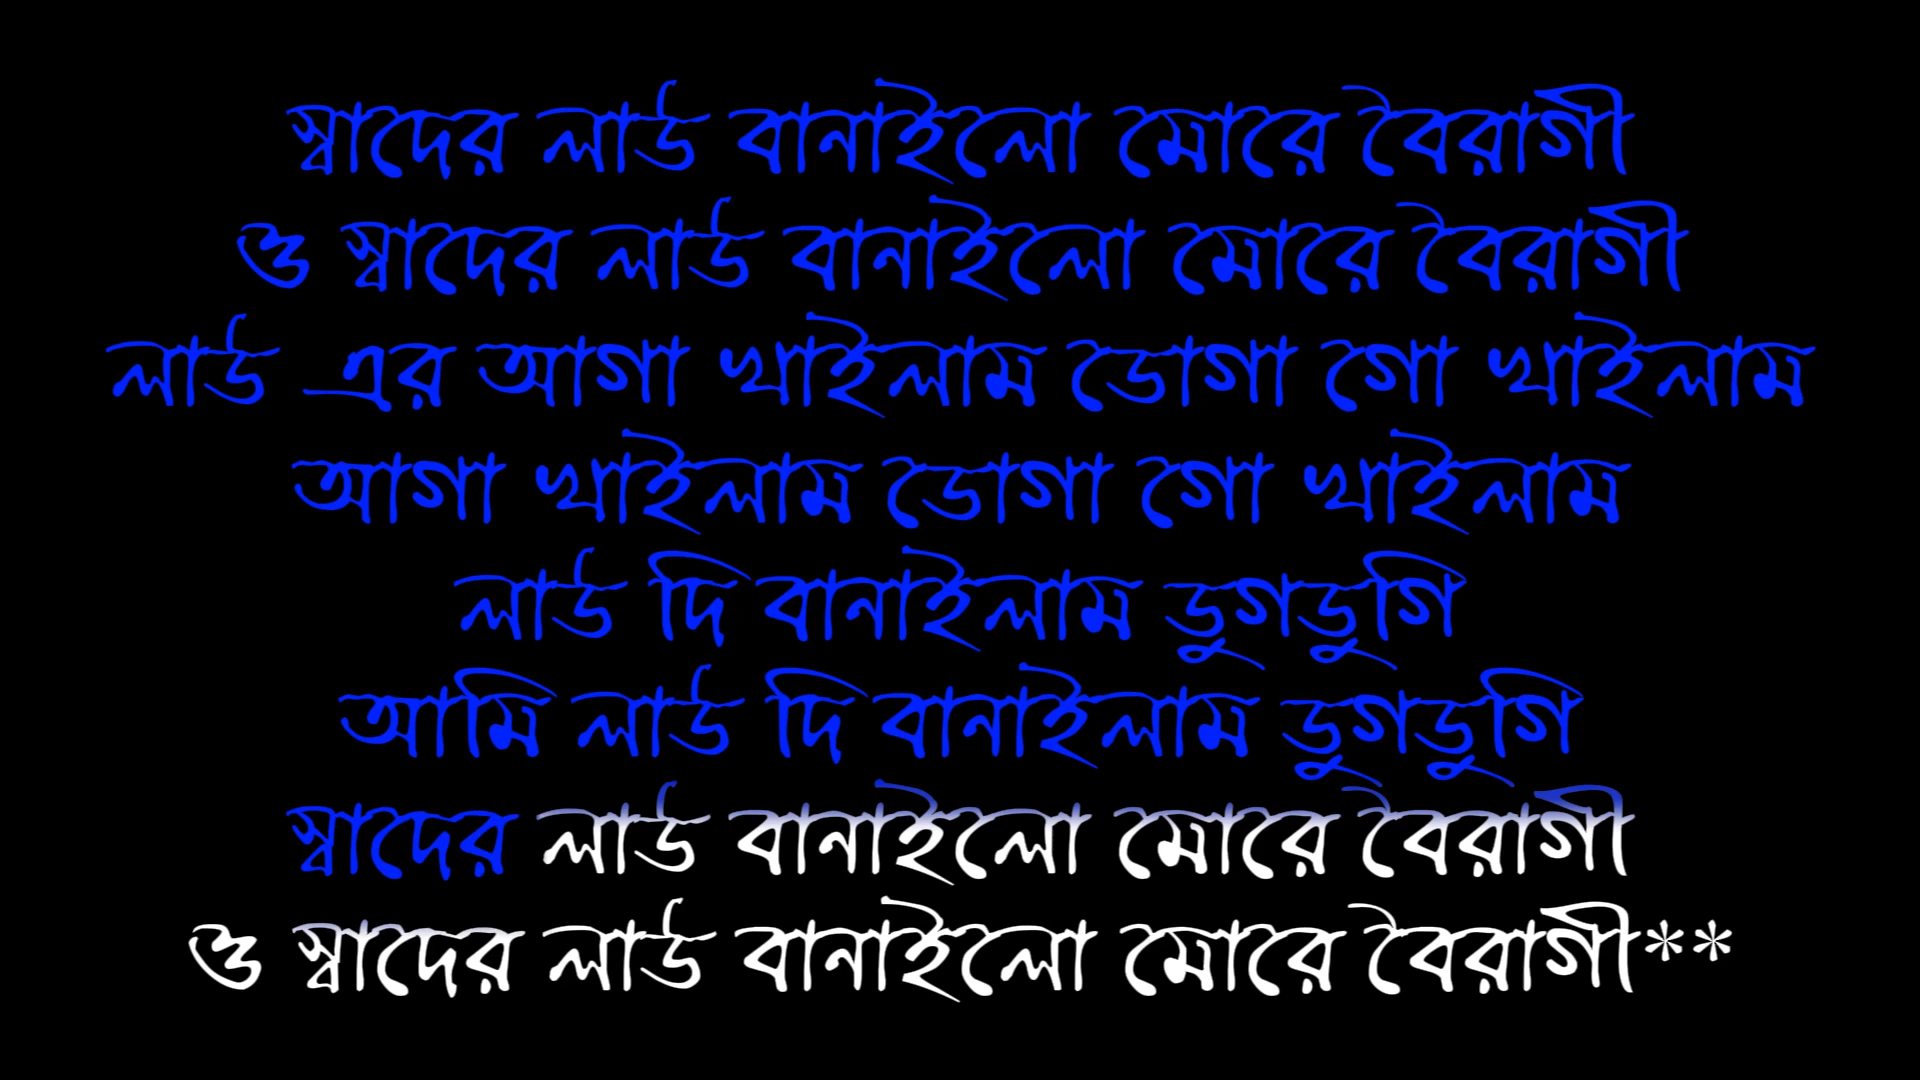 স্বাদের লাউ বানাইলো মোরে বৈরাগী
ও স্বাদের লাউ বানাইলো মোরে বৈরাগী
লাউ এর আগা খাইলাম ডোগা গো খাইলাম
আগা খাইলাম ডোগা গো খাইলাম
লাউ দি বানাইলাম ডুগডুগি
আমি লাউ দি বানাইলাম ডুগডুগি
স্বাদের লাউ বানাইলো মোরে বৈরাগী
ও স্বাদের লাউ বানাইলো মোরে বৈরাগী**